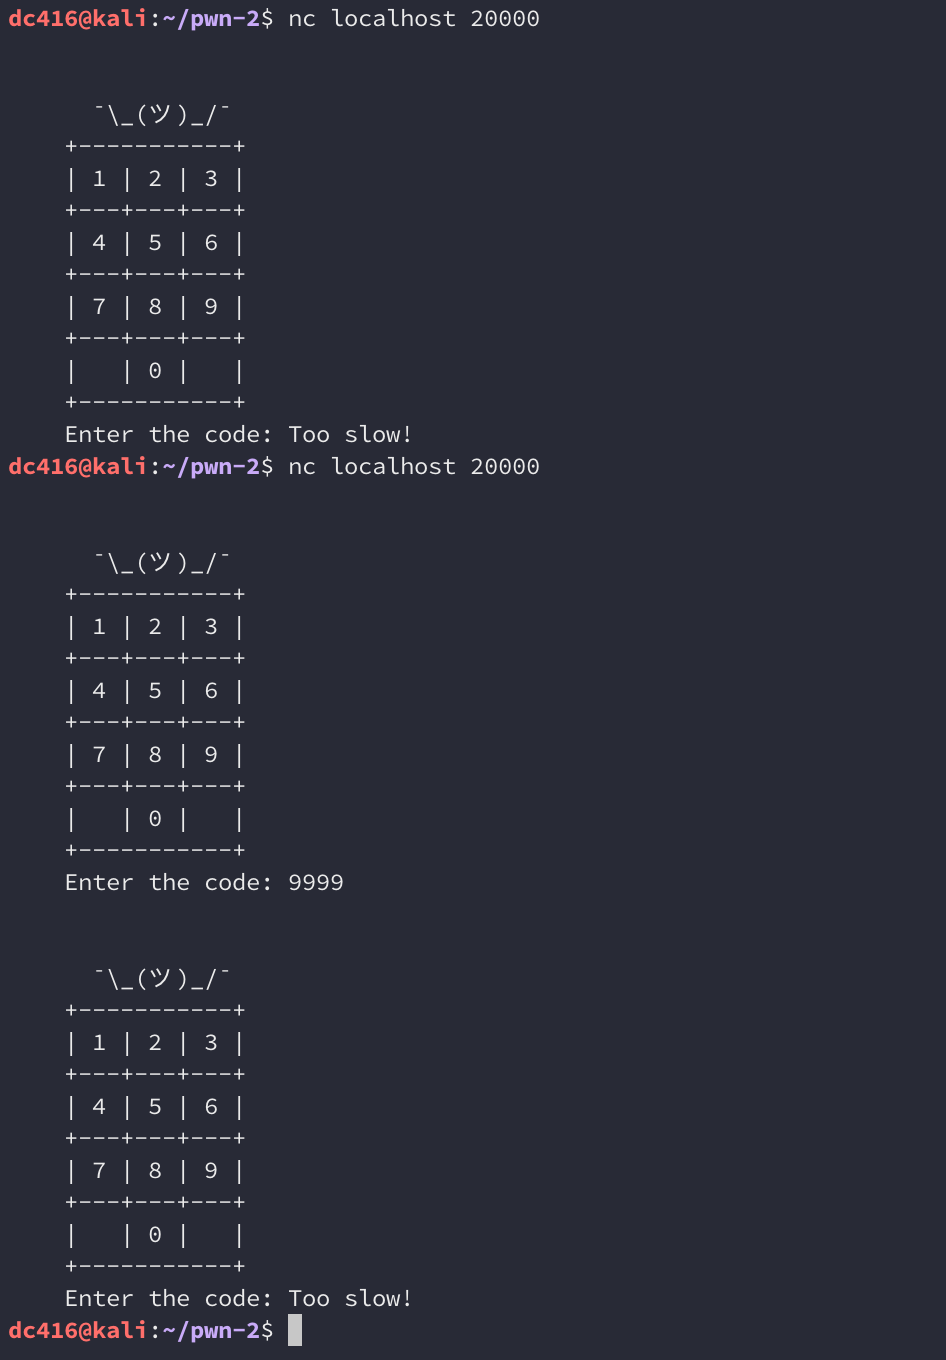 dc416@kali:~/pwn-2$ nc localhost 20000
¯\_(ツ)_/¯
+-----------+
| 1 | 2 | 3 |
+---+---+---+
| 4 | 5 | 6 |
+---+---+---+
| 7 | 8 | 9 |
+---+---+---+
|   | 0 |   |
+-----------+
Enter the code: Too slow!
dc416@kali:~/pwn-2$ nc localhost 20000
¯\_(ツ)_/¯
+-----------+
| 1 | 2 | 3 |
+---+---+---+
| 4 | 5 | 6 |
+---+---+---+
| 7 | 8 | 9 |
+---+---+---+
|   | 0 |   |
+-----------+
Enter the code: 9999
¯\_(ツ)_/¯
+-----------+
| 1 | 2 | 3 |
+---+---+---+
| 4 | 5 | 6 |
+---+---+---+
| 7 | 8 | 9 |
+---+---+---+
|   | 0 |   |
+-----------+
Enter the code: Too slow!
dc416@kali:~/pwn-2$